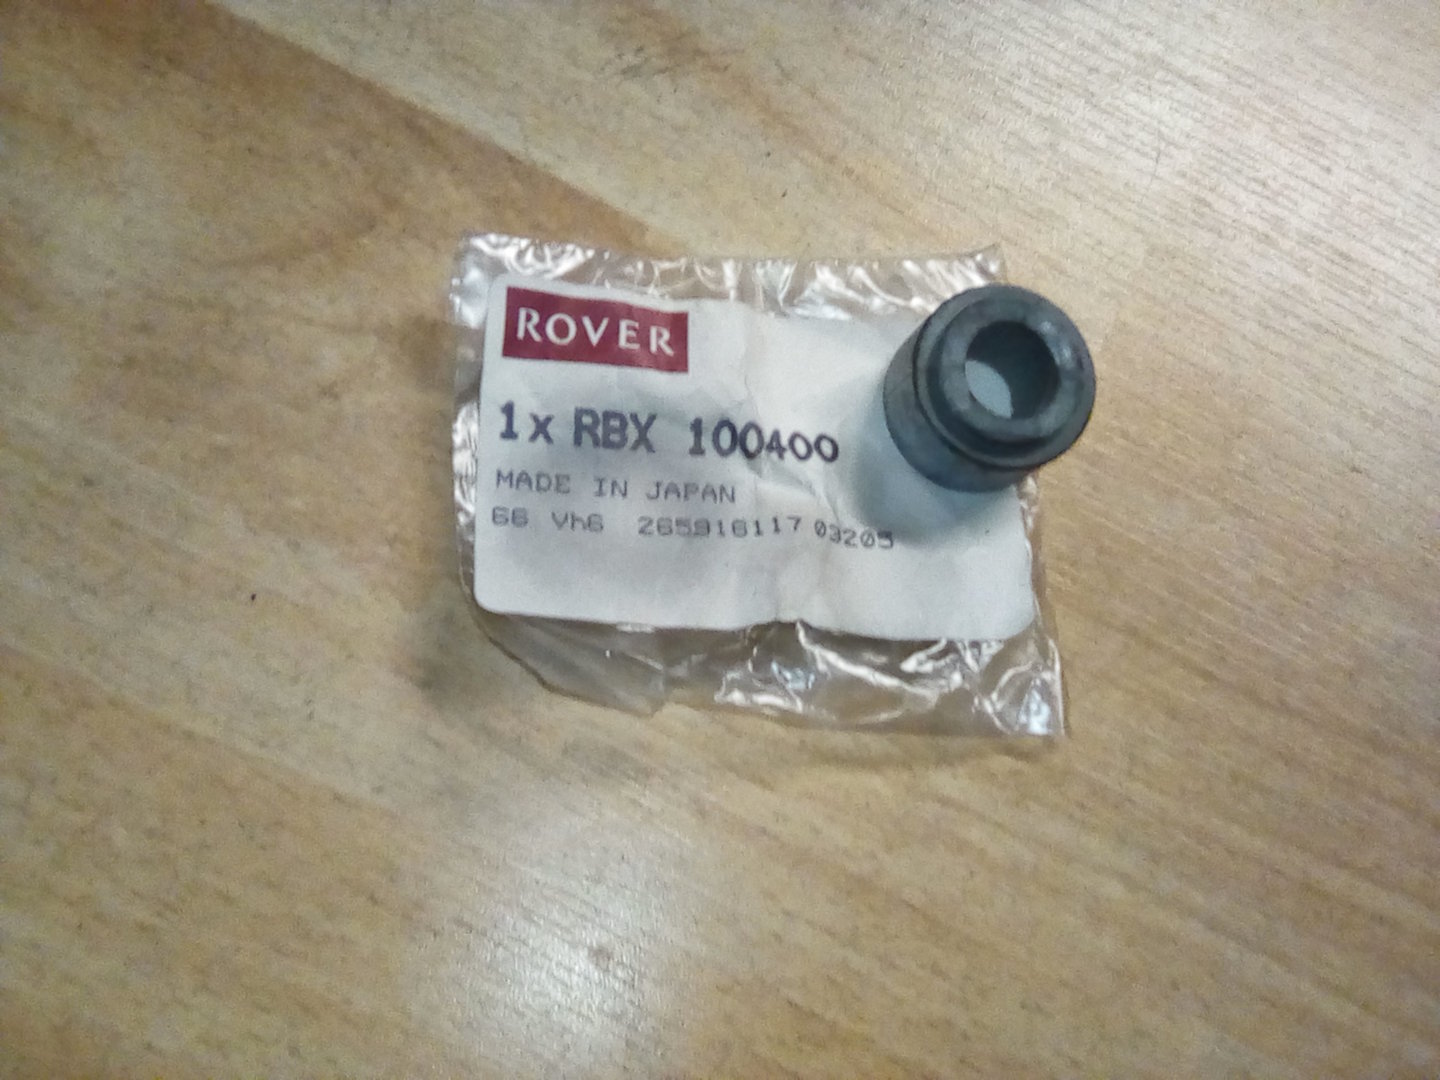 ROVER
1x RBX 100400
MADE IN JAPAN
66 Vh6 265916117 03205